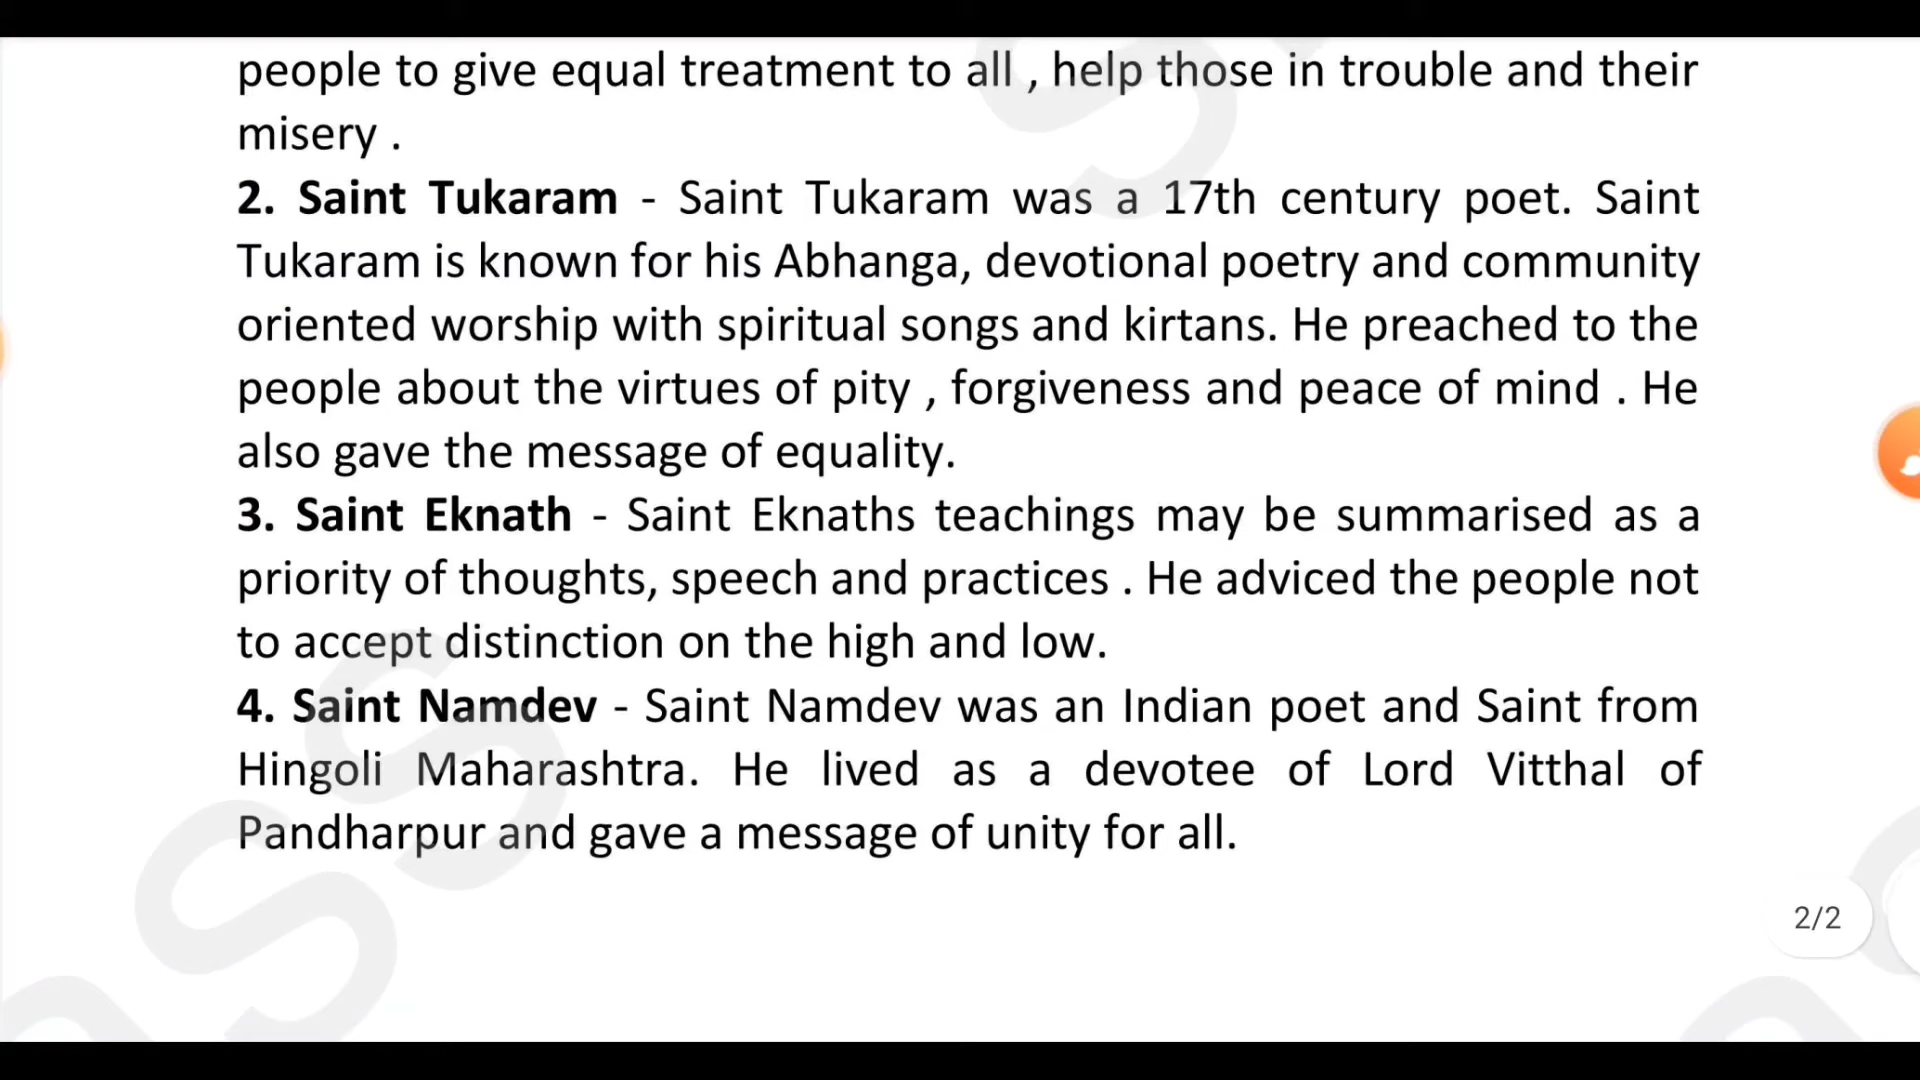 people to give equal treatment to all , help those in trouble and their
misery .
2. Saint Tukaram - Saint Tukaram was a 17th century poet. Saint
Tukaram is known for his Abhanga, devotional poetry and community
oriented worship with spiritual songs and kirtans. He preached to the
people about the virtues of pity , forgiveness and peace of mind . He
also gave the message of equality.
3. Saint Eknath - Saint Eknaths teachings may be summarised as a
priority of thoughts, speech and practices . He adviced the people not
to accept distinction on the high and low.
4. Saint Namdev - Saint Namdev was an Indian poet and Saint from
Hingoli Maharashtra. He lived as a devotee of Lord Vitthal of
Pandharpur and gave a message of unity for all.
2/2